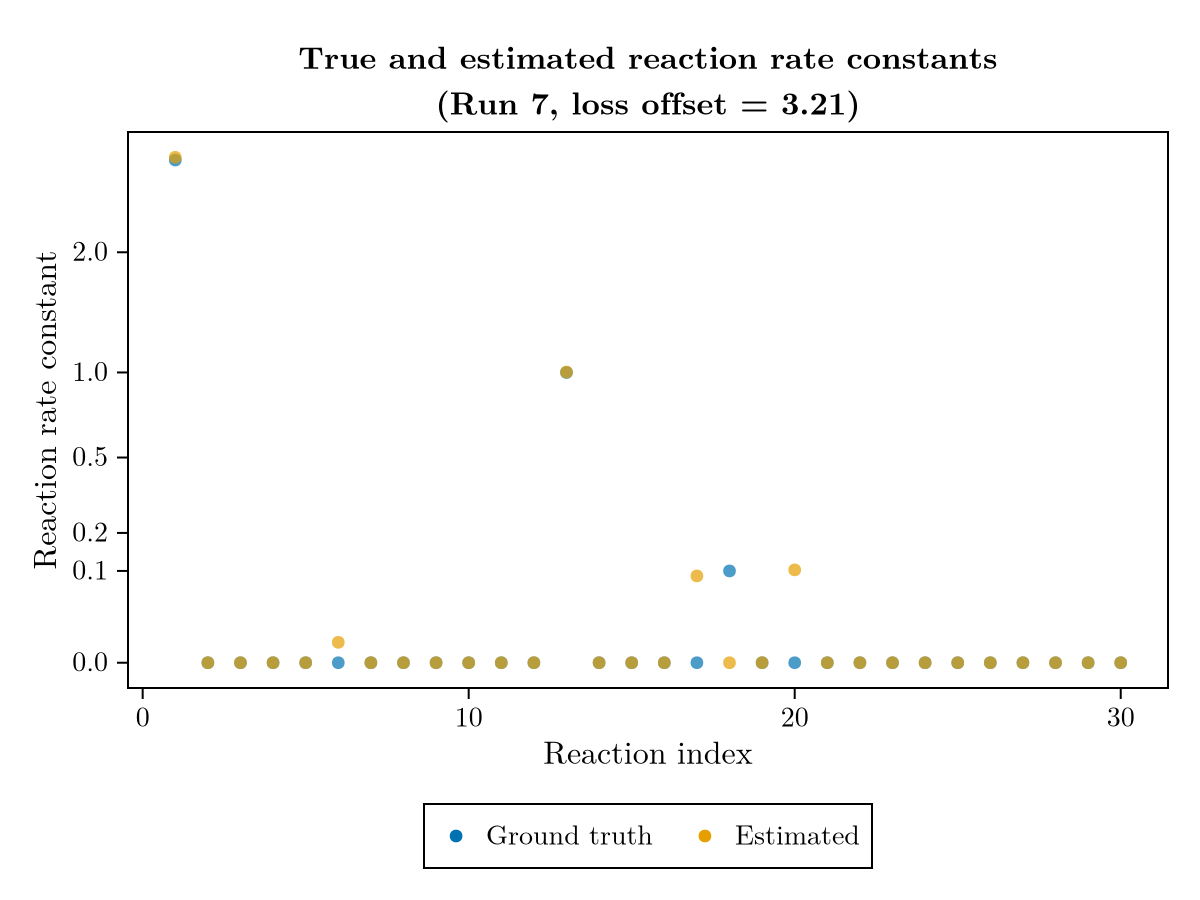 True and estimated reaction rate constants
(Run 7, loss offset = 3.21)
Reaction rate constant
2.0
1.0
0.5
0.2
0.1
0.0
0 10 20 30
Reaction index
Ground truth Estimated